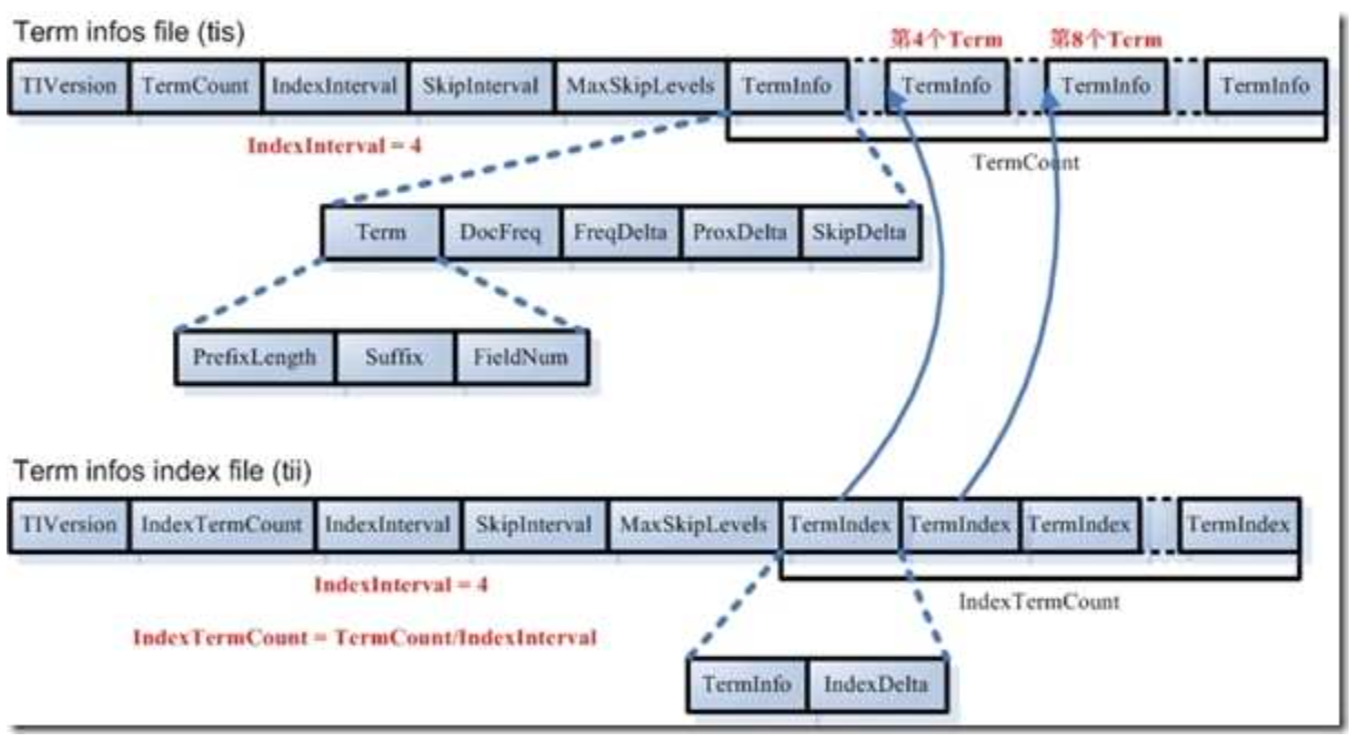 Term infos file (tis)
第4个Term 第8个Term
TIVersion TermCount IndexInterval SkipInterval MaxSkipLevels TermInfo TermInfo TermInfo TermInfo
IndexInterval = 4
TermCount
Term DocFreq FreqDelta ProxDelta SkipDelta
PrefixLength Suffix FieldNum
Term infos index file (tii)
TIVersion IndexTermCount IndexInterval SkipInterval MaxSkipLevels TermIndex TermIndex TermIndex TermIndex
IndexInterval = 4
IndexTermCount
IndexTermCount = TermCount/IndexInterval
TermInfo IndexDelta